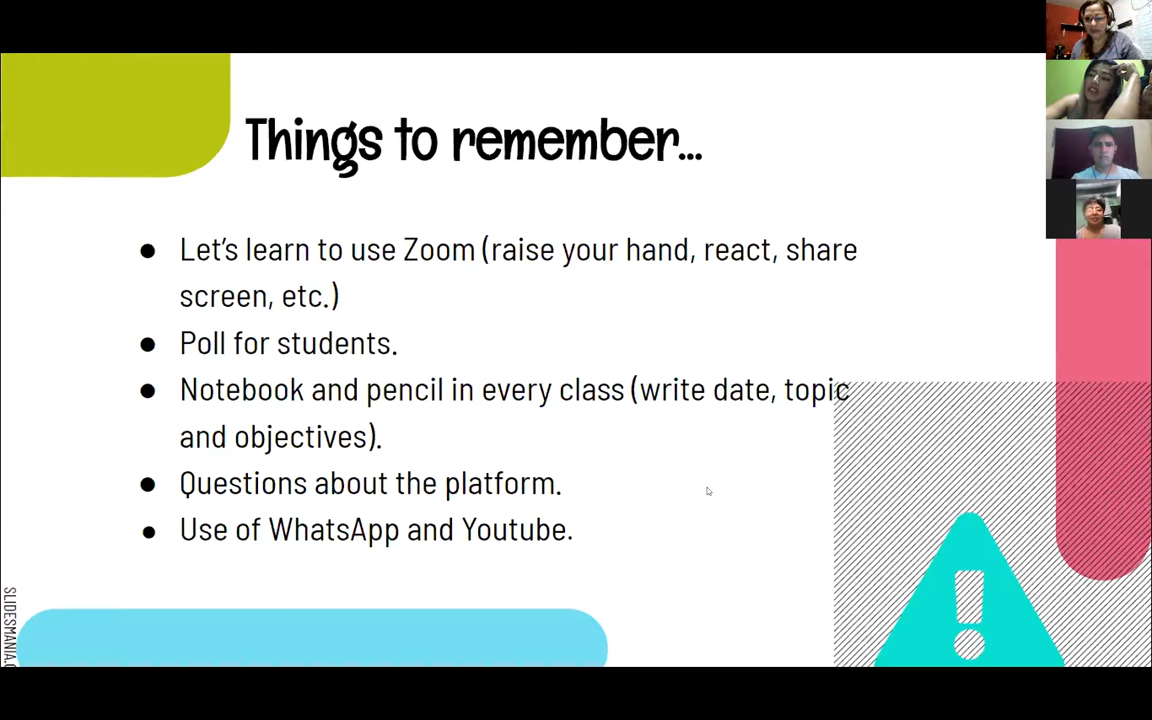 Things to remember...
● Let's learn to use Zoom (raise your hand, react, share
screen, etc.)
● Poll for students.
● Notebook and pencil in every class (write date, topic
and objectives).
● Questions about the platform.
● Use of WhatsApp and Youtube.
SLIDESMANIA.C